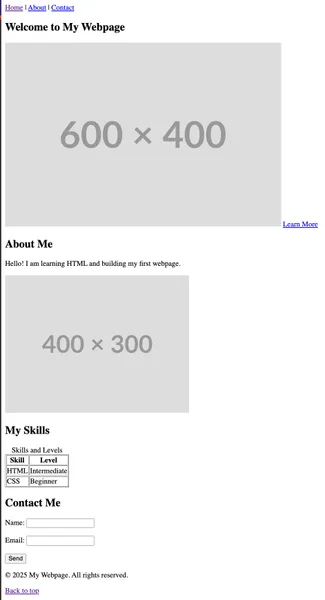 Home | About | Contact
Welcome to My Webpage
600 × 400
Learn More
About Me
Hello! I am learning HTML and building my first webpage.
400 × 300
My Skills
Skills and Levels
Skill Level
HTML Intermediate
CSS Beginner
Contact Me
Name:
Email:
Send
© 2025 My Webpage. All rights reserved.
Back to top